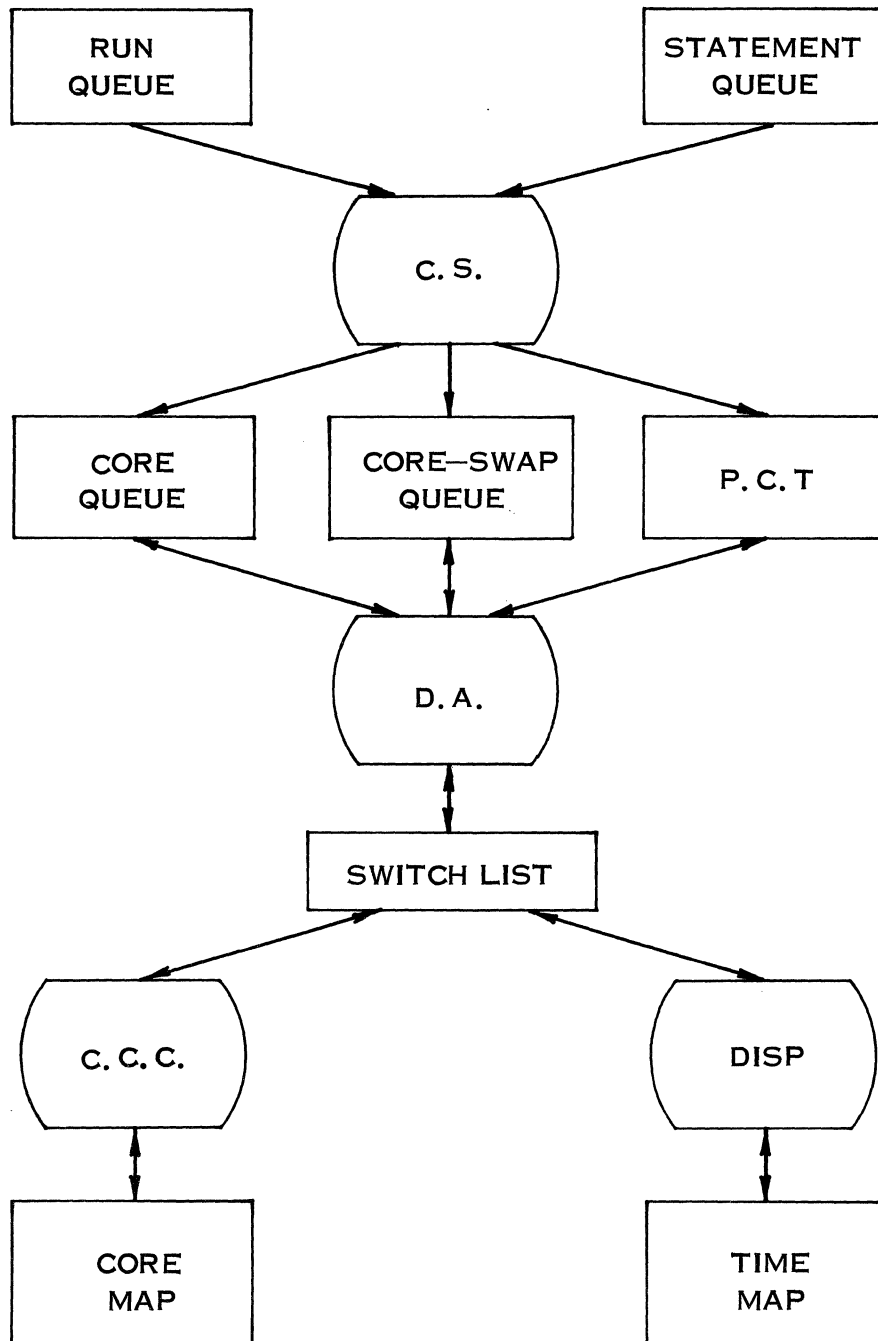 RUN
QUEUE
STATEMENT
QUEUE
C. S.
CORE
QUEUE
CORE–SWAP
QUEUE
P. C. T
D. A.
SWITCH LIST
C. C. C.
DISP
CORE
MAP
TIME
MAP